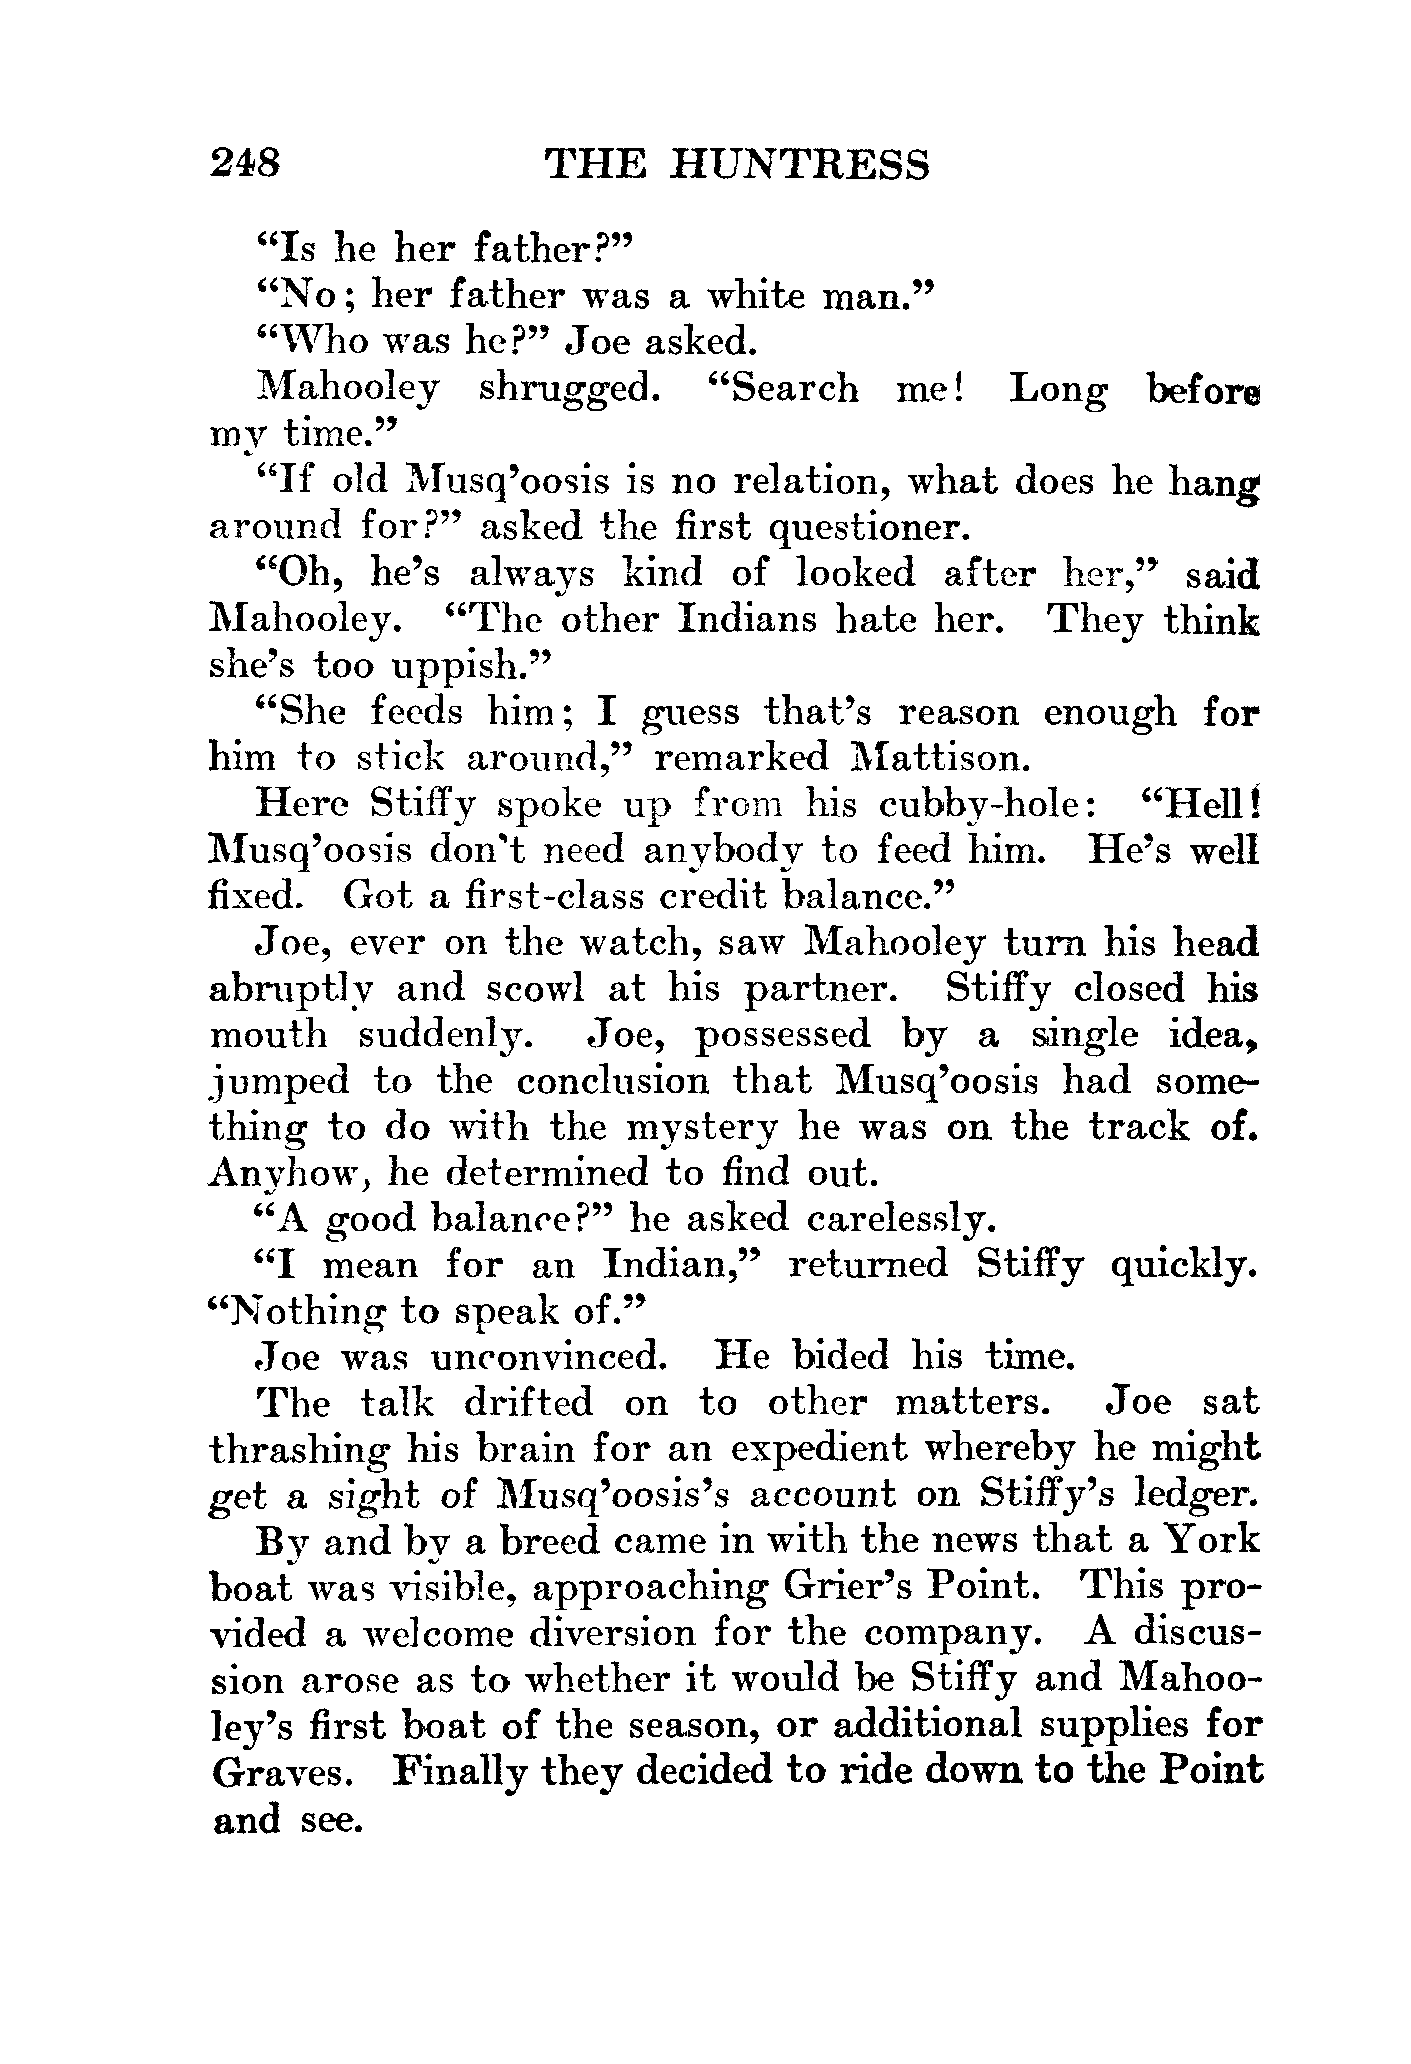 248 THE HUNTRESS
“Is he her father?”
“No; her father was a white man.”
“Who was he?” Joe asked.
Mahooley shrugged. “Search me! Long before
my time.”
“If old Musq’oosis is no relation, what does he hang
around for?” asked the first questioner.
“Oh, he’s always kind of looked after her,” said
Mahooley. “The other Indians hate her. They think
she’s too uppish.”
“She feeds him; I guess that’s reason enough for
him to stick around,” remarked Mattison.
Here Stiffy spoke up from his cubby-hole: “Hell!
Musq’oosis don’t need anybody to feed him. He’s well
fixed. Got a first-class credit balance.”
Joe, ever on the watch, saw Mahooley turn his head
abruptly and scowl at his partner. Stiffy closed his
mouth suddenly. Joe, possessed by a single idea,
jumped to the conclusion that Musq’oosis had some-
thing to do with the mystery he was on the track of.
Anyhow, he determined to find out.
“A good balance?” he asked carelessly.
“I mean for an Indian,” returned Stiffy quickly.
“Nothing to speak of.”
Joe was unconvinced. He bided his time.
The talk drifted on to other matters. Joe sat
thrashing his brain for an expedient whereby he might
get a sight of Musq’oosis’s account on Stiffy’s ledger.
By and by a breed came in with the news that a York
boat was visible, approaching Grier’s Point. This pro-
vided a welcome diversion for the company. A discus-
sion arose as to whether it would be Stiffy and Mahoo-
ley’s first boat of the season, or additional supplies for
Graves. Finally they decided to ride down to the Point
and see.